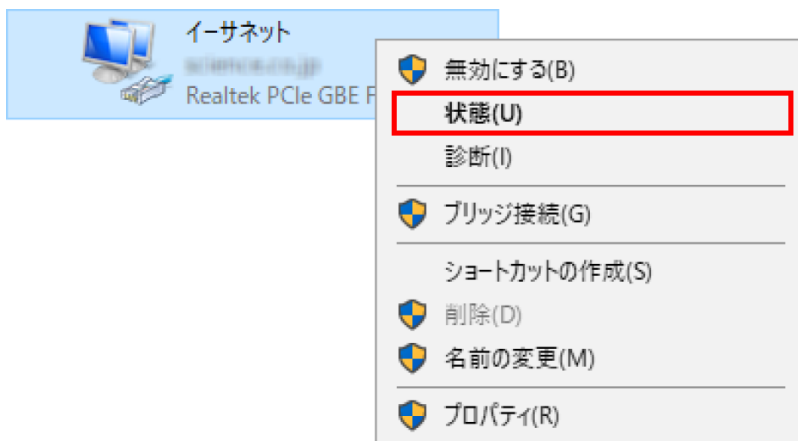 イーサネット
Realtek PCIe GBE F
無効にする(B)
状態(U)
診断(I)
ブリッジ接続(G)
ショートカットの作成(S)
削除(D)
名前の変更(M)
プロパティ(R)